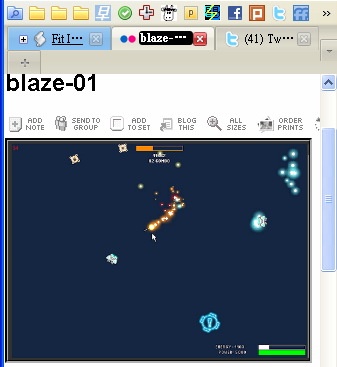 Fit I···
blaze-···
(41) Tw···
blaze-01
ADD NOTE
SEND TO GROUP
ADD TO SET
BLOG THIS
ALL SIZES
ORDER PRINTS